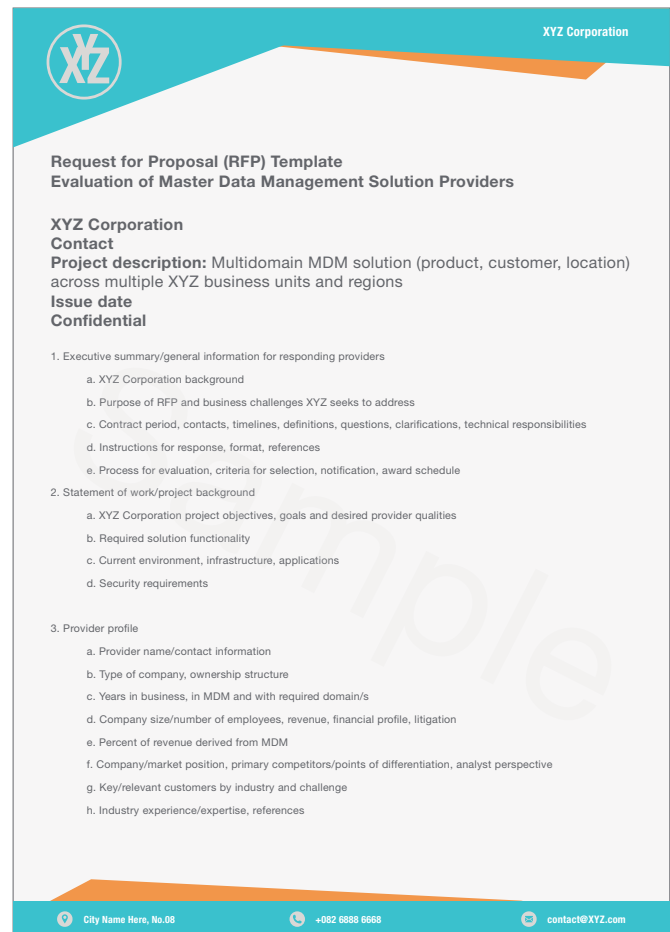 XYZ
XYZ Corporation
Request for Proposal (RFP) Template
Evaluation of Master Data Management Solution Providers
XYZ Corporation
Contact
Project description: Multidomain MDM solution (product, customer, location)
across multiple XYZ business units and regions
Issue date
Confidential
1. Executive summary/general information for responding providers
a. XYZ Corporation background
b. Purpose of RFP and business challenges XYZ seeks to address
c. Contract period, contacts, timelines, definitions, questions, clarifications, technical responsibilities
d. Instructions for response, format, references
e. Process for evaluation, criteria for selection, notification, award schedule
2. Statement of work/project background
a. XYZ Corporation project objectives, goals and desired provider qualities
b. Required solution functionality
c. Current environment, infrastructure, applications
d. Security requirements
3. Provider profile
a. Provider name/contact information
b. Type of company, ownership structure
c. Years in business, in MDM and with required domain/s
d. Company size/number of employees, revenue, financial profile, litigation
e. Percent of revenue derived from MDM
f. Company/market position, primary competitors/points of differentiation, analyst perspective
g. Key/relevant customers by industry and challenge
h. Industry experience/expertise, references
Sample
City Name Here, No.08
+082 6888 6668
contact@XYZ.com